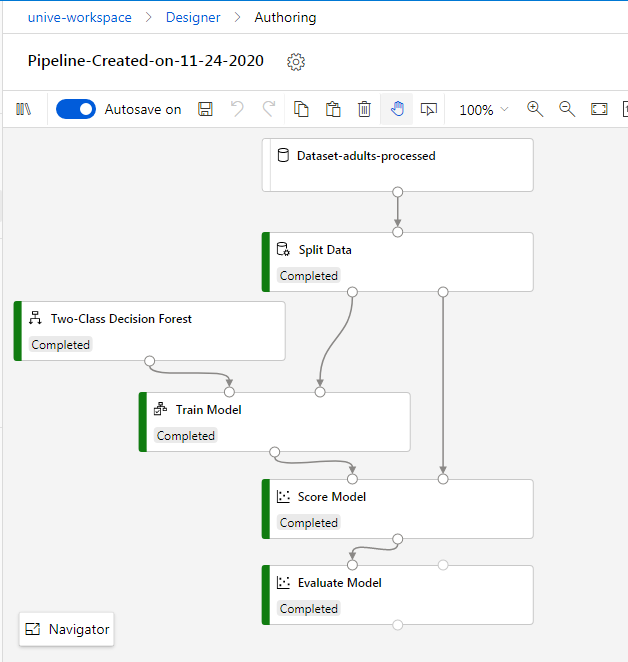 unive-workspace > Designer > Authoring
Pipeline-Created-on-11-24-2020
Autosave on 100%
Dataset-adults-processed
Split Data
Completed
Two-Class Decision Forest
Completed
Train Model
Completed
Score Model
Completed
Evaluate Model
Completed
Navigator